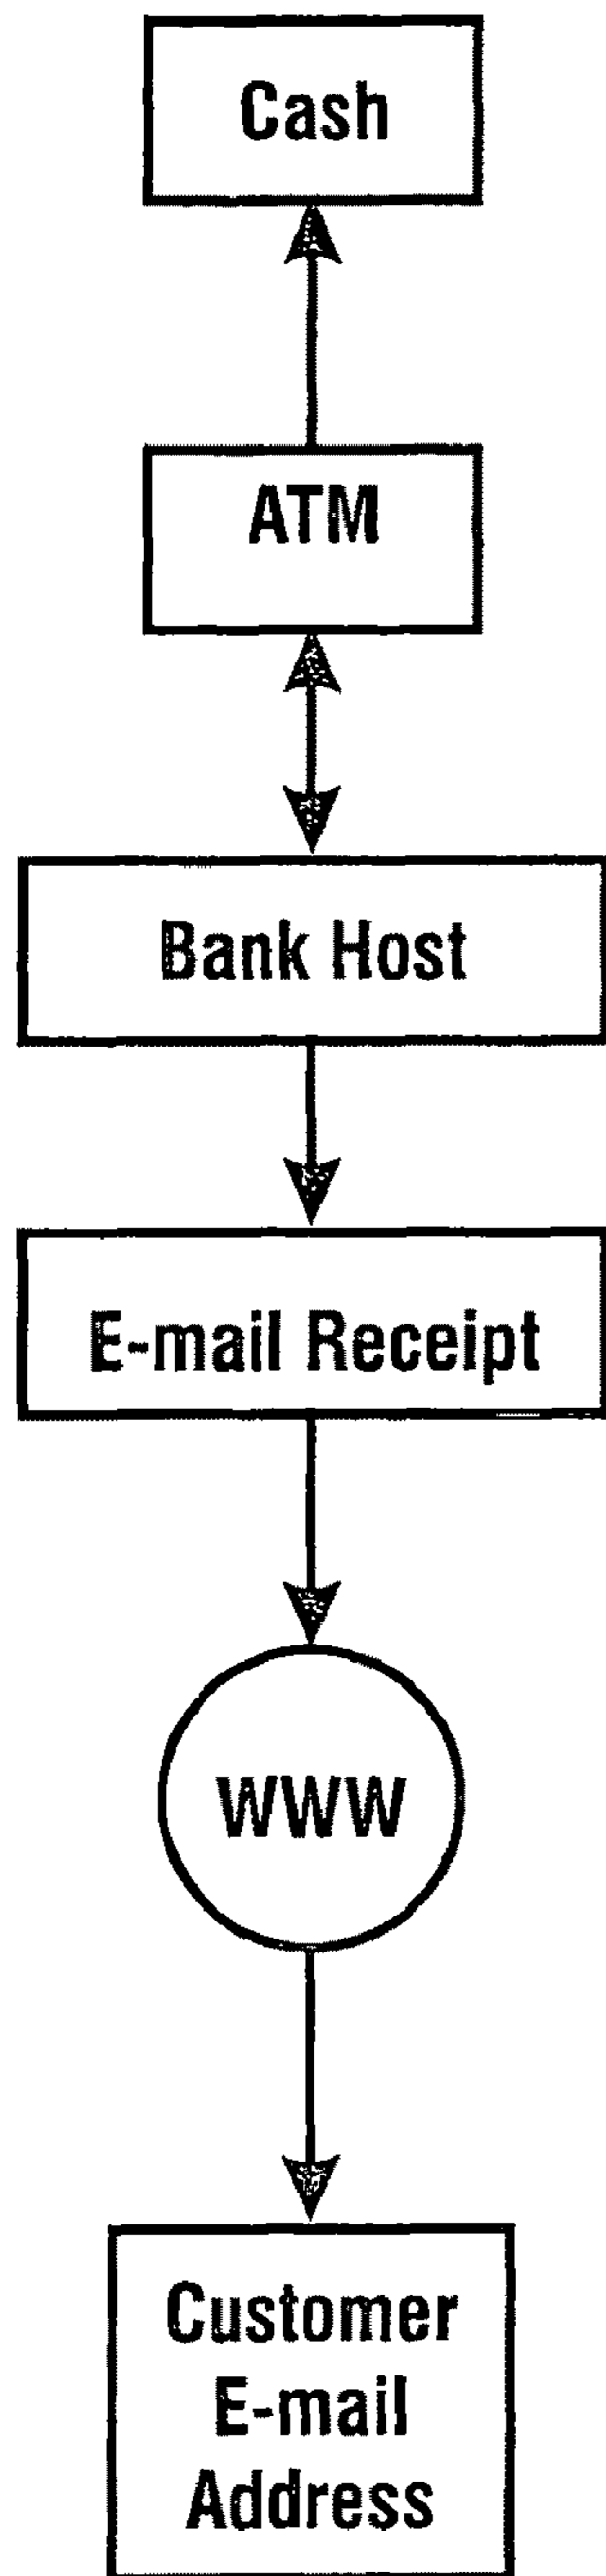 Cash
ATM
Bank Host
E-mail Receipt
WWW
Customer
E-mail
Address